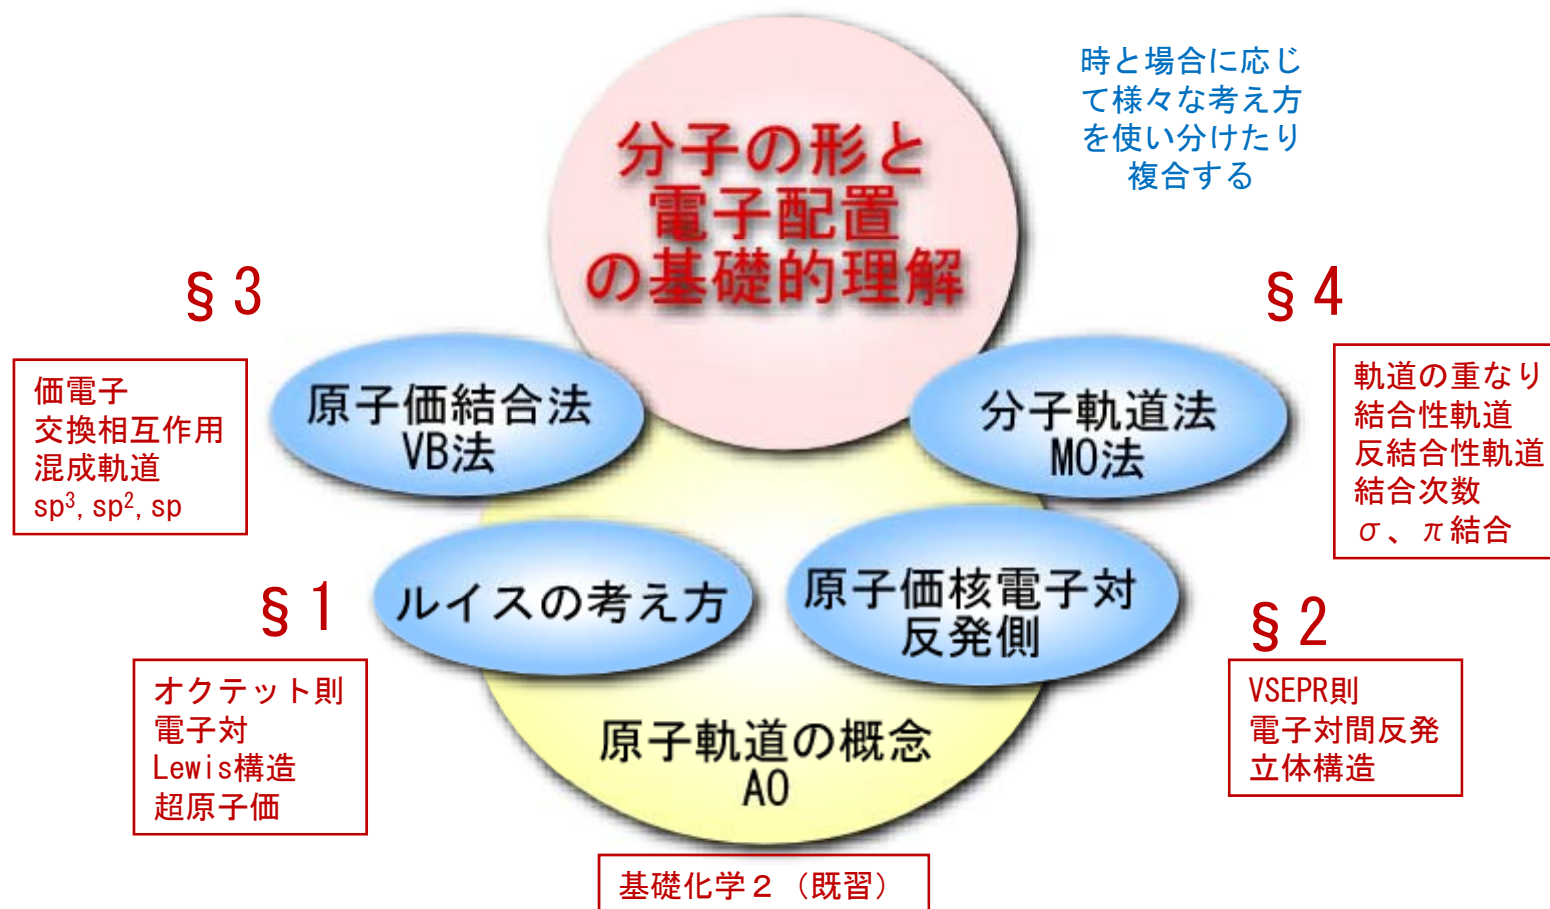 時と場合に応じ
て様々な考え方
を使い分けたり
複合する
分子の形と
電子配置
の基礎的理解
§3
§4
価電子
交換相互作用
混成軌道
sp³, sp², sp
原子価結合法
VB法
分子軌道法
MO法
軌道の重なり
結合性軌道
反結合性軌道
結合次数
σ、π結合
§1
ルイスの考え方
原子価核電子対
反発側
§2
オクテット則
電子対
Lewis構造
超原子価
原子軌道の概念
AO
VSEPR則
電子対間反発
立体構造
基礎化学2（既習）